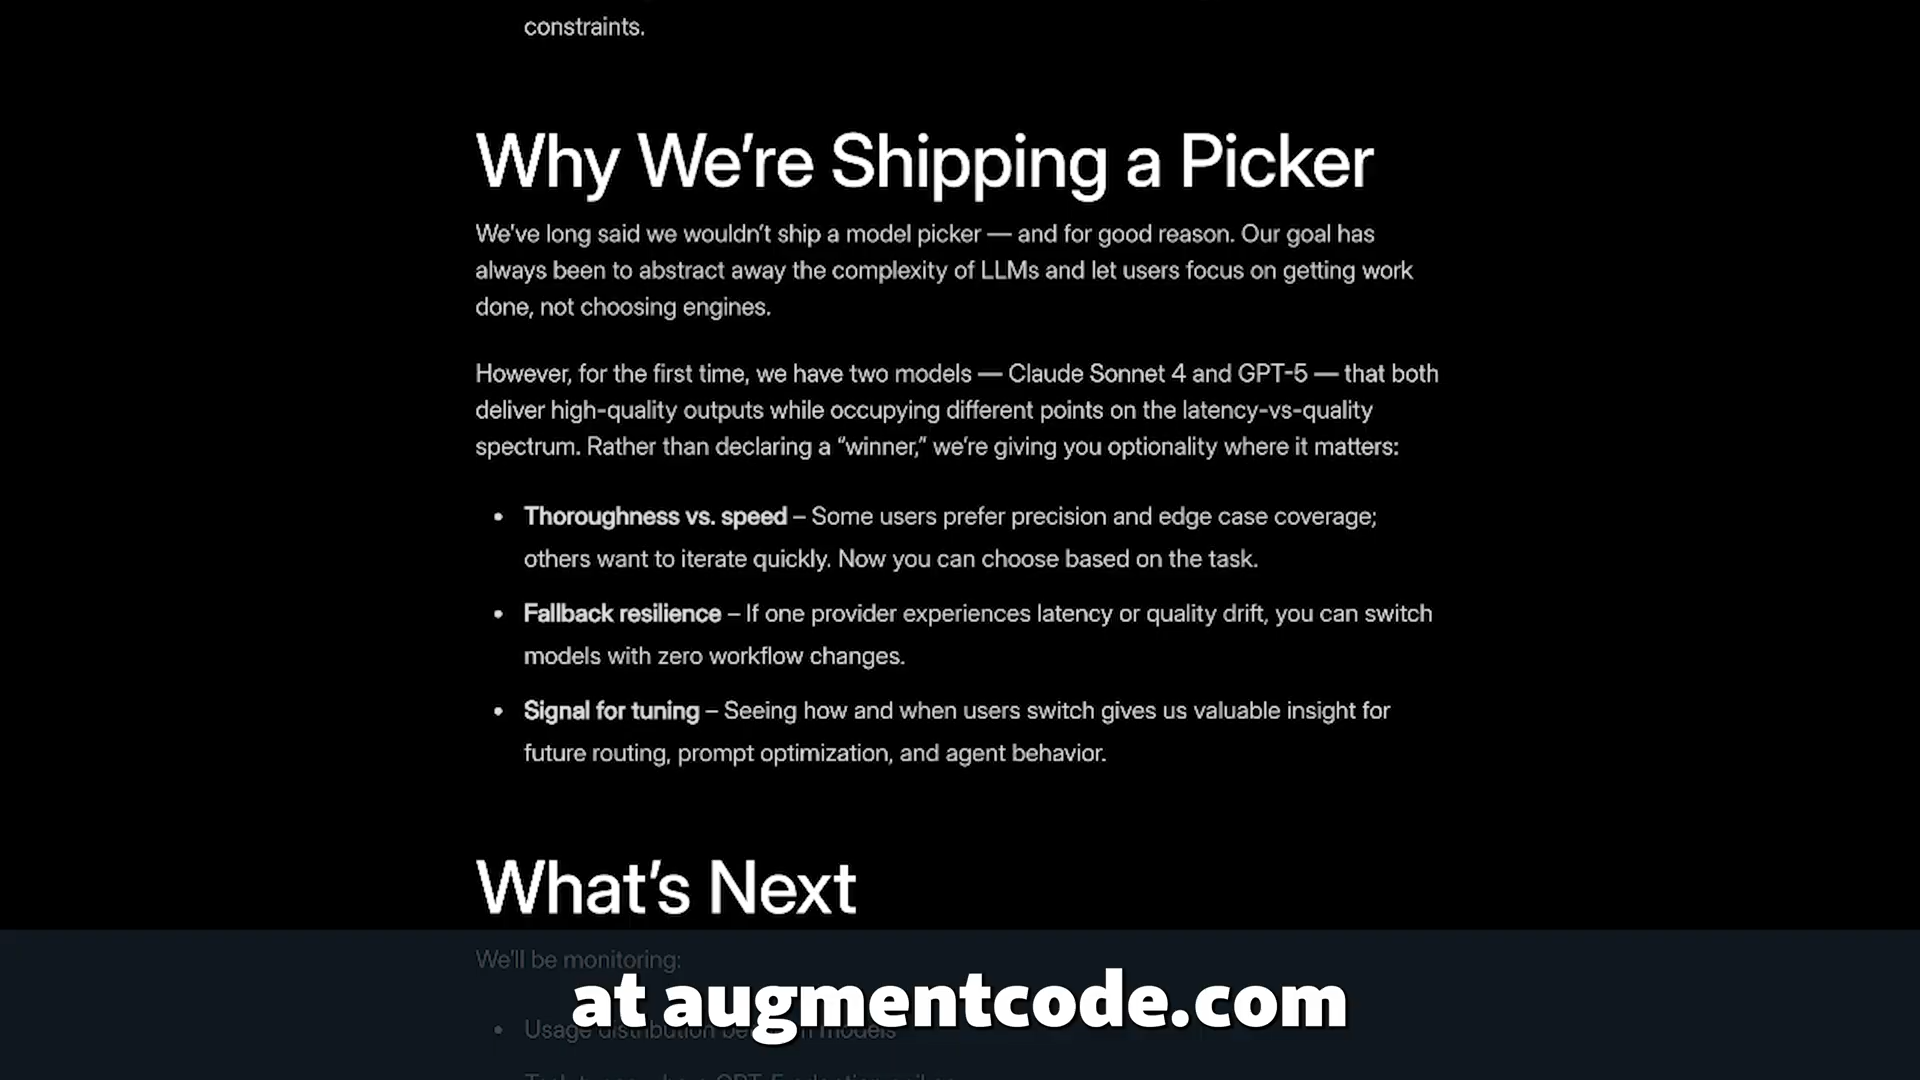 constraints.
Why We’re Shipping a Picker
We’ve long said we wouldn’t ship a model picker — and for good reason. Our goal has
always been to abstract away the complexity of LLMs and let users focus on getting work
done, not choosing engines.
However, for the first time, we have two models — Claude Sonnet 4 and GPT-5 — that both
deliver high-quality outputs while occupying different points on the latency-vs-quality
spectrum. Rather than declaring a “winner,” we’re giving you optionality where it matters:
• Thoroughness vs. speed – Some users prefer precision and edge case coverage;
others want to iterate quickly. Now you can choose based on the task.
• Fallback resilience – If one provider experiences latency or quality drift, you can switch
models with zero workflow changes.
• Signal for tuning – Seeing how and when users switch gives us valuable insight for
future routing, prompt optimization, and agent behavior.
What’s Next
We’ll be monitoring:
at augmentcode.com
• Usage distribution models